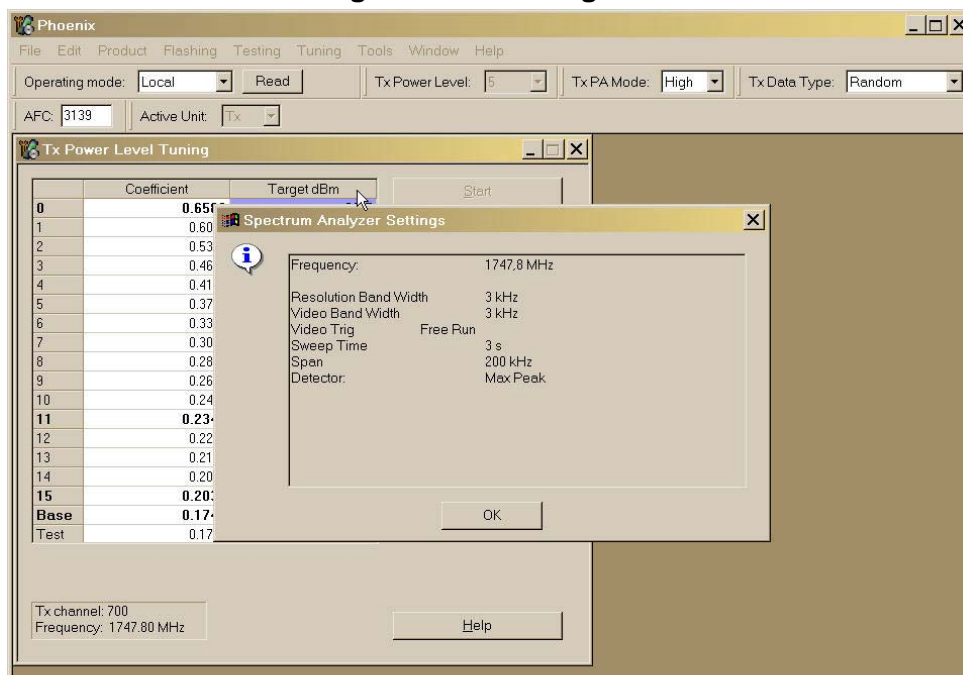 Phoenix
File Edit Product Flashing Testing Tuning Tools Window Help
Operating mode: Local Read Tx Power Level: 5 Tx PA Mode: High Tx Data Type: Random
AFC: 3139 Active Unit: Tx
Tx Power Level Tuning
Coefficient Target dBm Start
0
1 0.60
2 0.53
3 0.46
4 0.41
5 0.37
6 0.33
7 0.30
8 0.28
9 0.26
10 0.24
11 0.234
12 0.22
13 0.21
14 0.20
15 0.203
Base 0.174
Test 0.17
Spectrum Analyzer Settings
Frequency: 1747,8 MHz
Resolution Band Width 3 kHz
Video Band Width 3 kHz
Video Trig Free Run
Sweep Time 3 s
Span 200 kHz
Detector: Max Peak
OK
Tx channel: 700
Frequency: 1747.80 MHz
Help